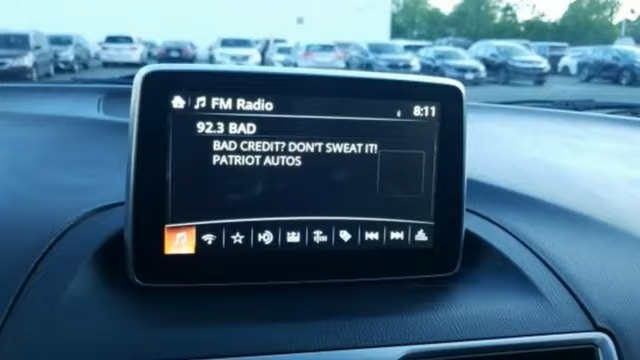 FM Radio
8:11
92.3 BAD
BAD CREDIT? DON'T SWEAT IT!
PATRIOT AUTOS